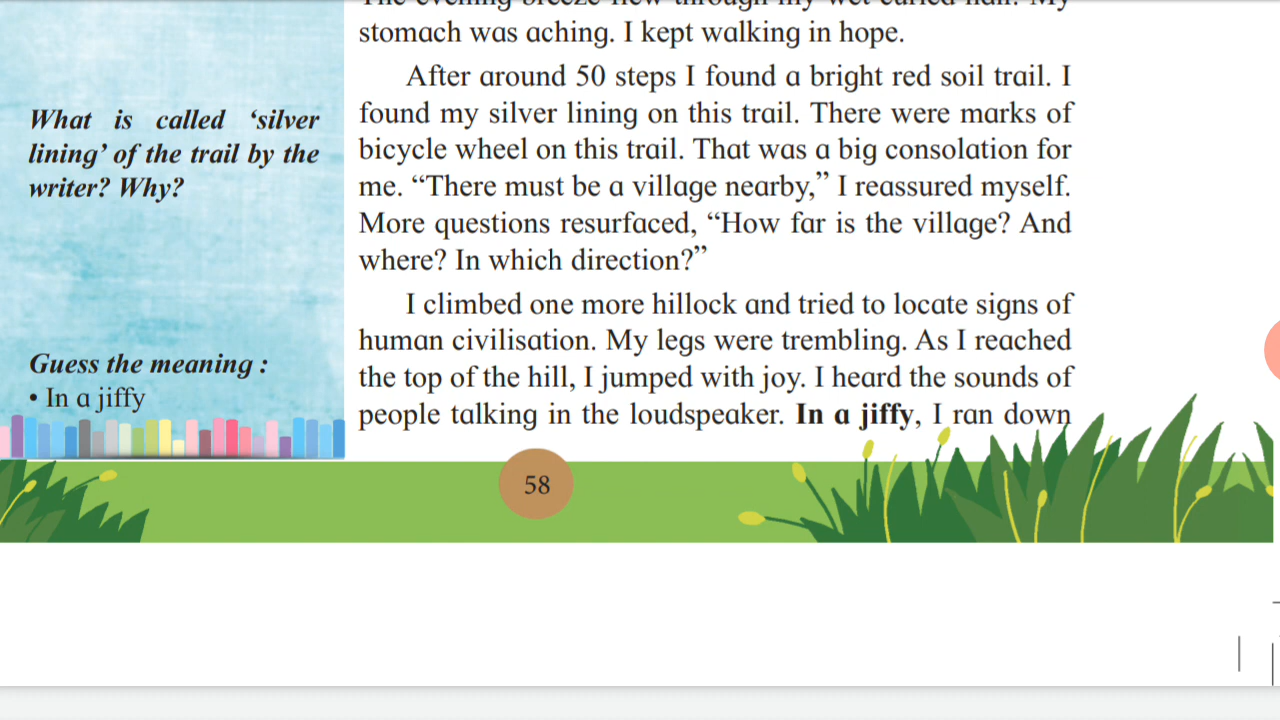 stomach was aching. I kept walking in hope.
After around 50 steps I found a bright red soil trail. I
found my silver lining on this trail. There were marks of
bicycle wheel on this trail. That was a big consolation for
me. “There must be a village nearby,” I reassured myself.
More questions resurfaced, “How far is the village? And
where? In which direction?”
I climbed one more hillock and tried to locate signs of
human civilisation. My legs were trembling. As I reached
the top of the hill, I jumped with joy. I heard the sounds of
people talking in the loudspeaker. In a jiffy, I ran down
What is called ‘silver
lining’ of the trail by the
writer? Why?
Guess the meaning :
• In a jiffy
58